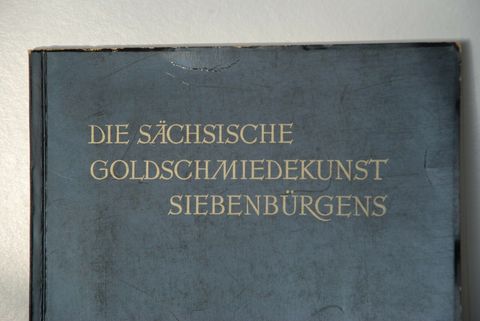 DIE SÄCHSISCHE
GOLDSCHMIEDEKUNST
SIEBENBÜRGENS